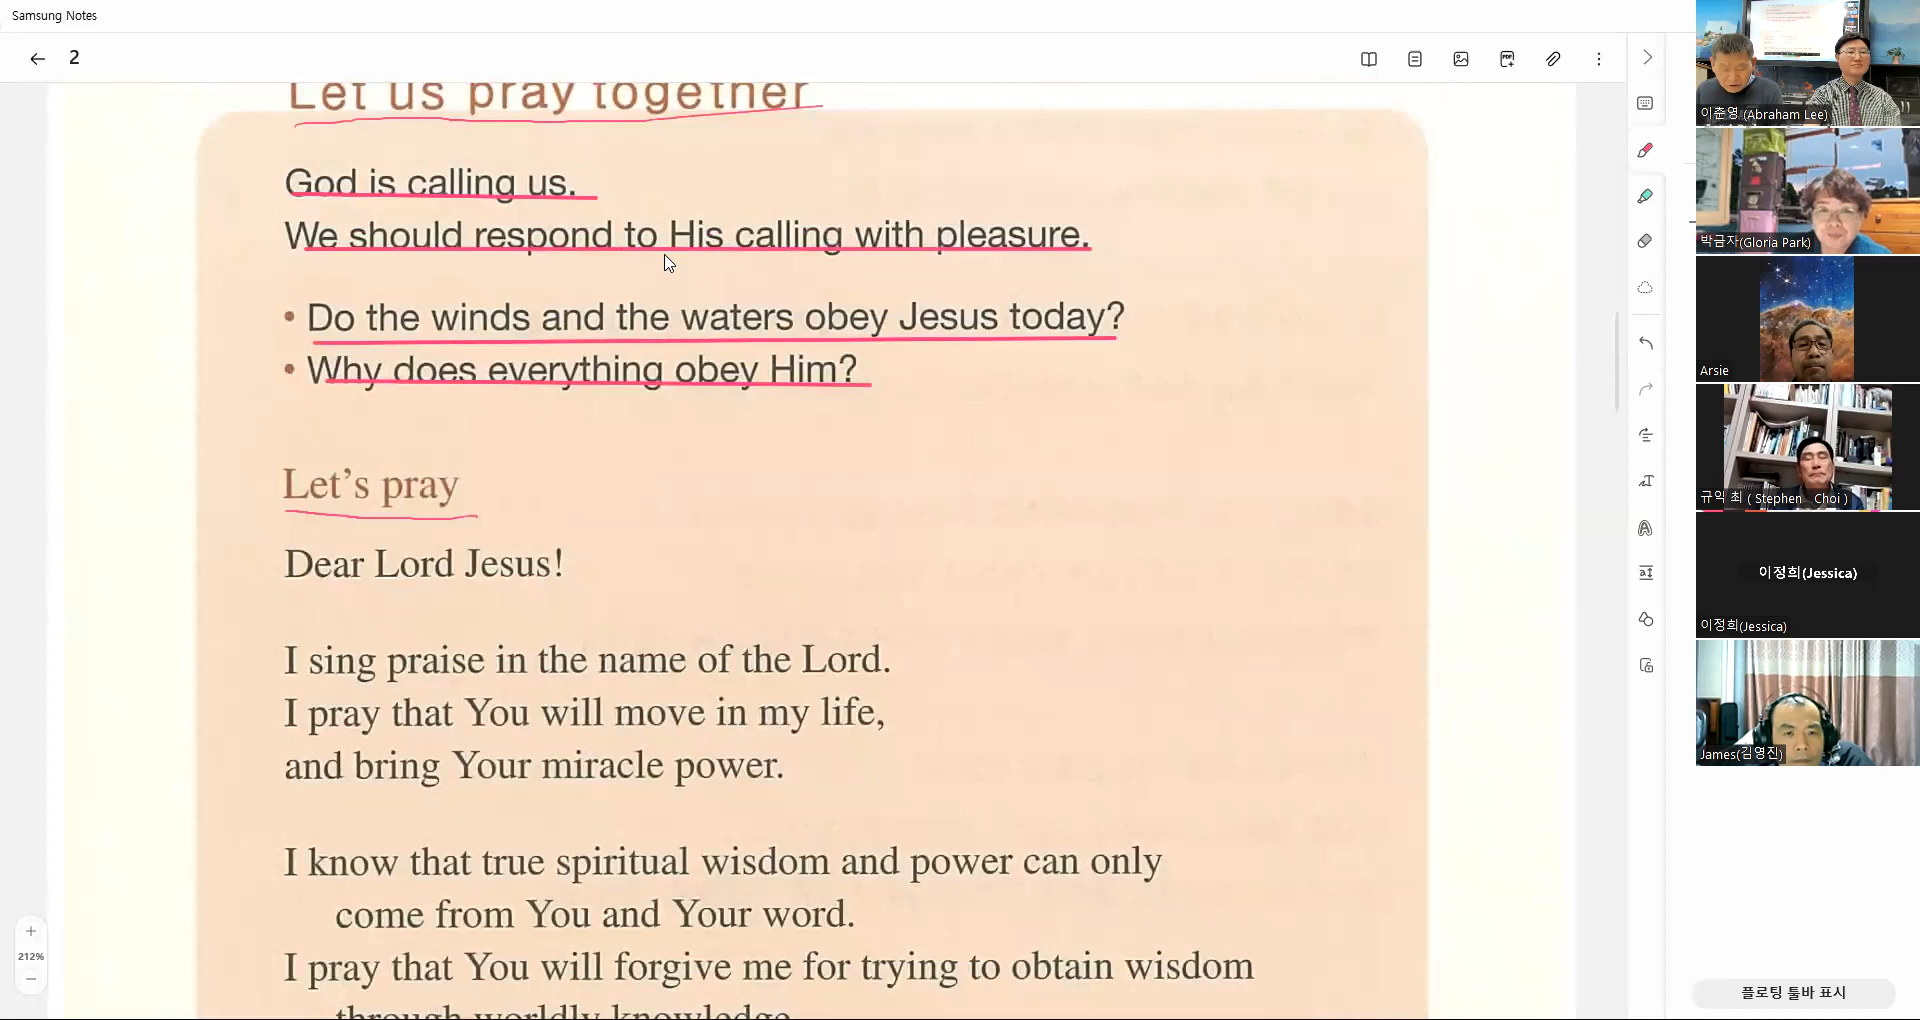 Samsung Notes
2
Let us pray together
God is calling us.
We should respond to His calling with pleasure.
• Do the winds and the waters obey Jesus today?
• Why does everything obey Him?
Let's pray
Dear Lord Jesus!
I sing praise in the name of the Lord.
I pray that You will move in my life,
and bring Your miracle power.
I know that true spiritual wisdom and power can only
come from You and Your word.
I pray that You will forgive me for trying to obtain wisdom
through worldly knowledge
212%
이춘영 (Abraham Lee)
박금자(Gloria Park)
Arsie
규익 최 ( Stephen Choi )
이정희(Jessica)
이정희(Jessica)
James(김영진)
플로팅 툴바 표시